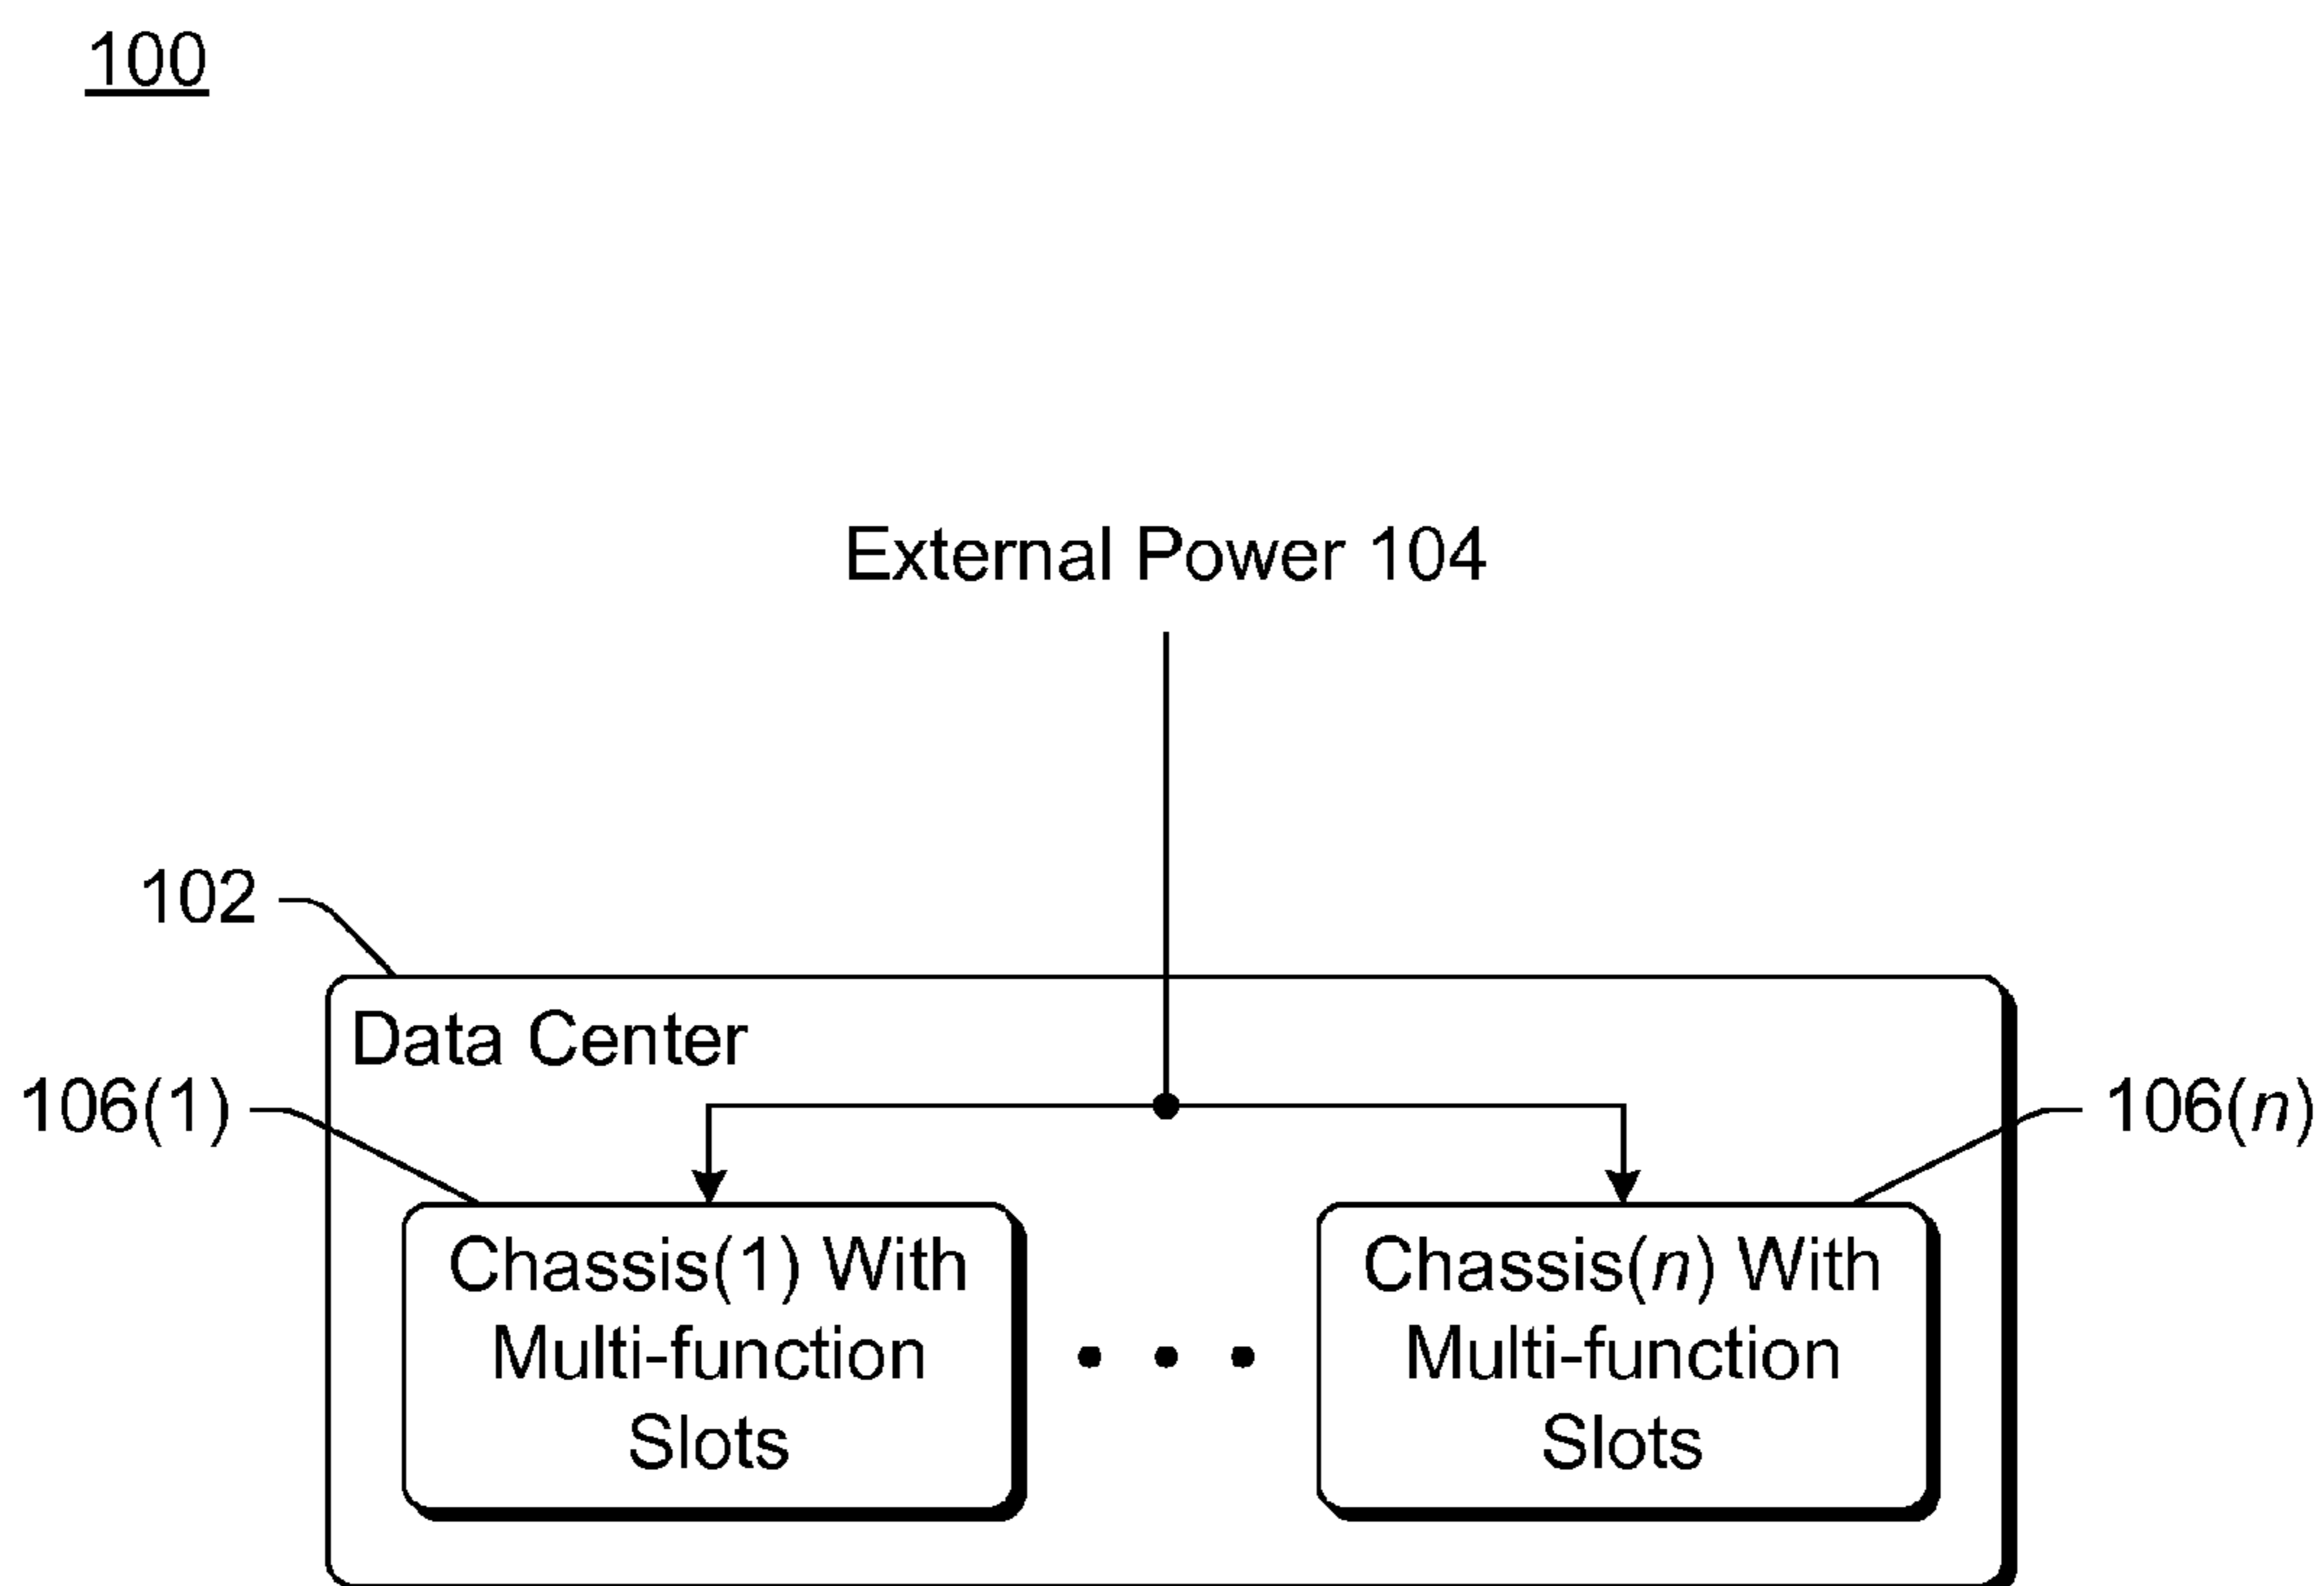 100
External Power 104
102
Data Center
106(1)
106(n)
Chassis(1) With
Multi-function
Slots
Chassis(n) With
Multi-function
Slots